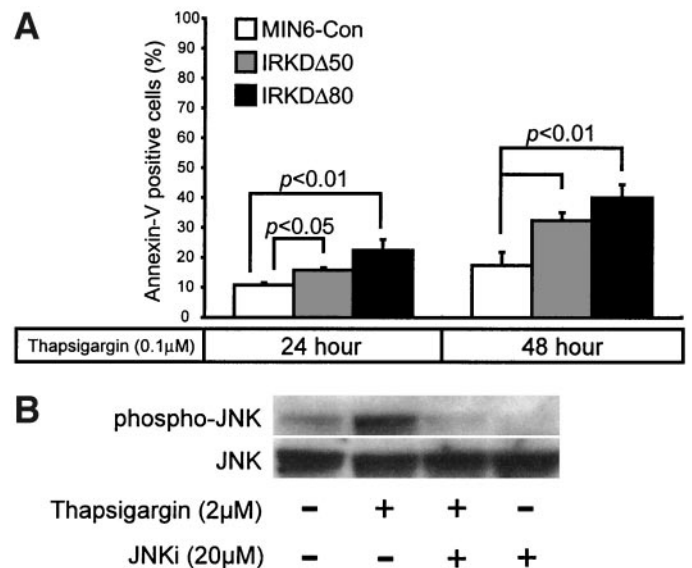 A
Annexin-V positive cells (%)
100
90
80
70
60
50
40
30
20
10
0
MIN6-Con
IRKDΔ50
IRKDΔ80
p<0.01
p<0.05
p<0.01
Thapsigargin (0.1μM) 24 hour 48 hour
B
phospho-JNK
JNK
Thapsigargin (2μM) - + + -
JNKi (20μM) - - + +